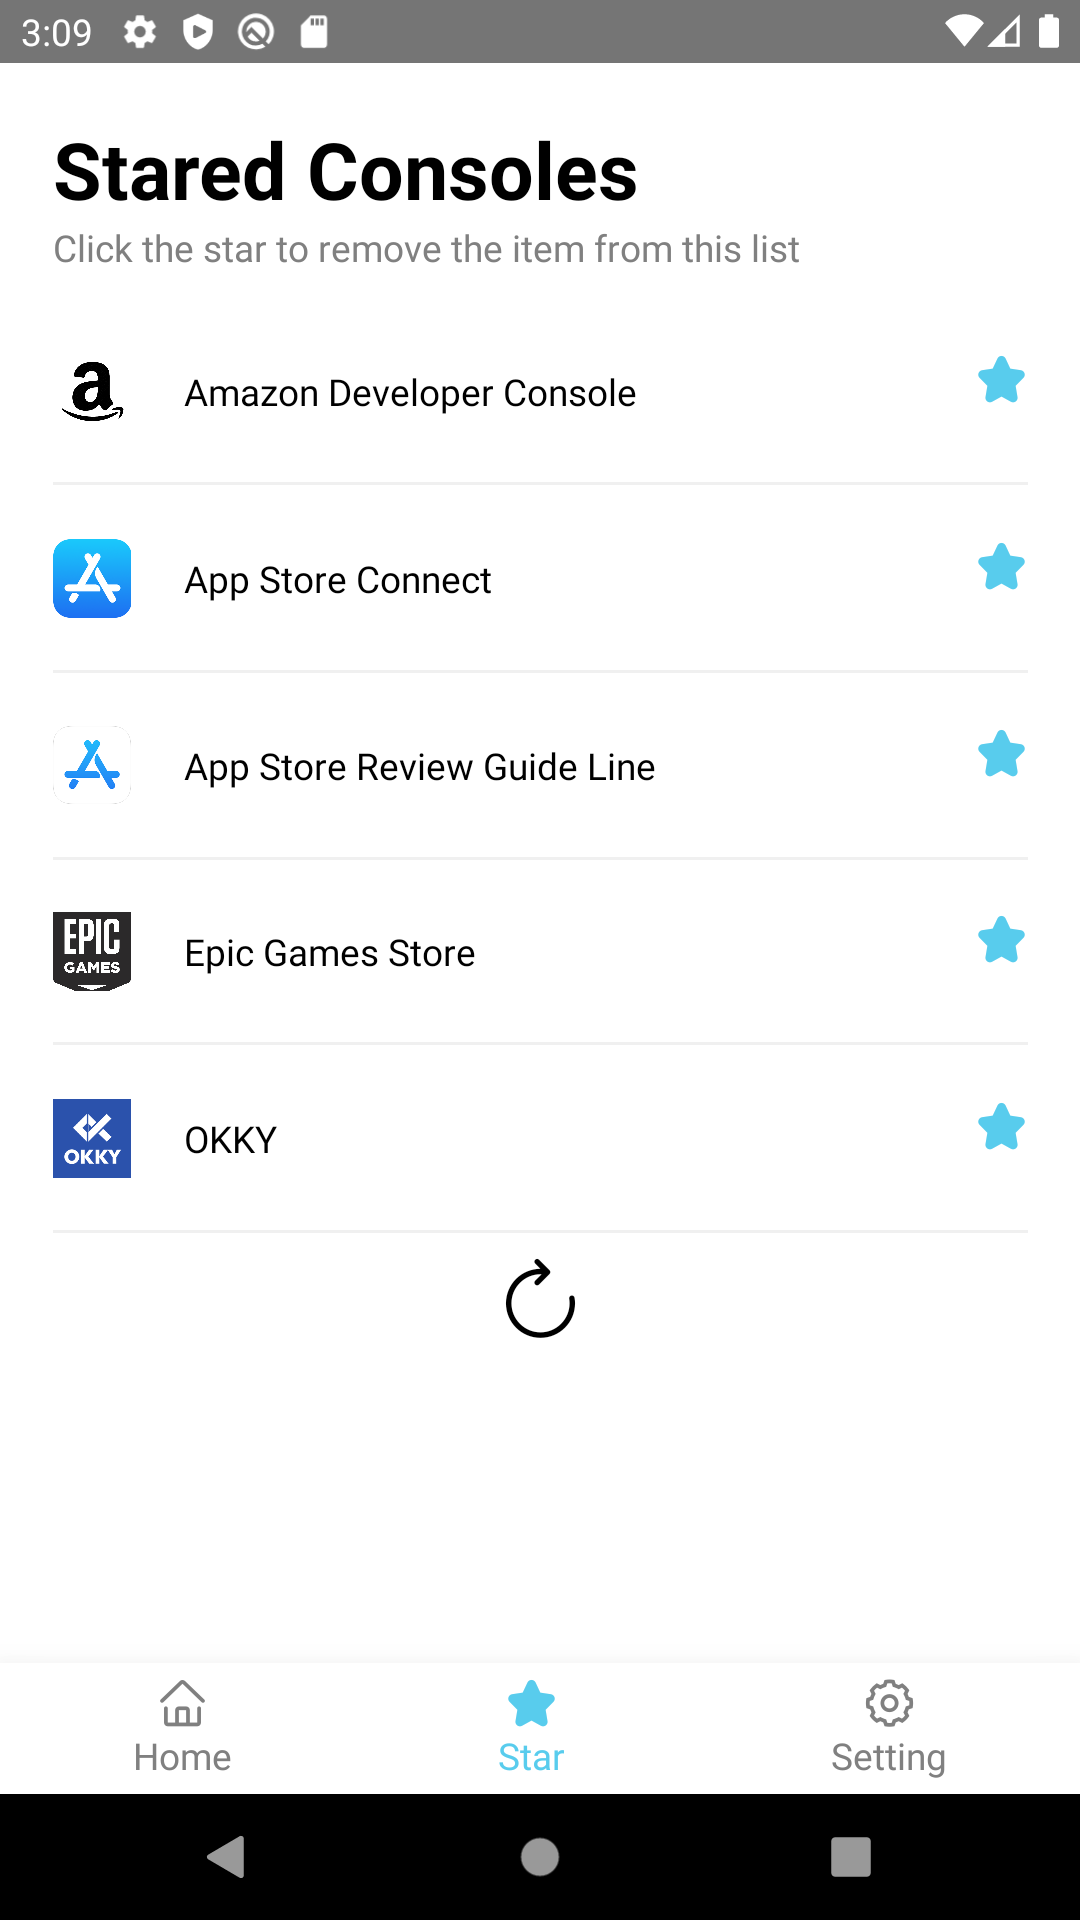 3:09
Stared Consoles
Click the star to remove the item from this list
a
Amazon Developer Console
App Store Connect
App Store Review Guide Line
EPIC
GAMES
Epic Games Store
OKKY
OKKY
Home
Star
Setting